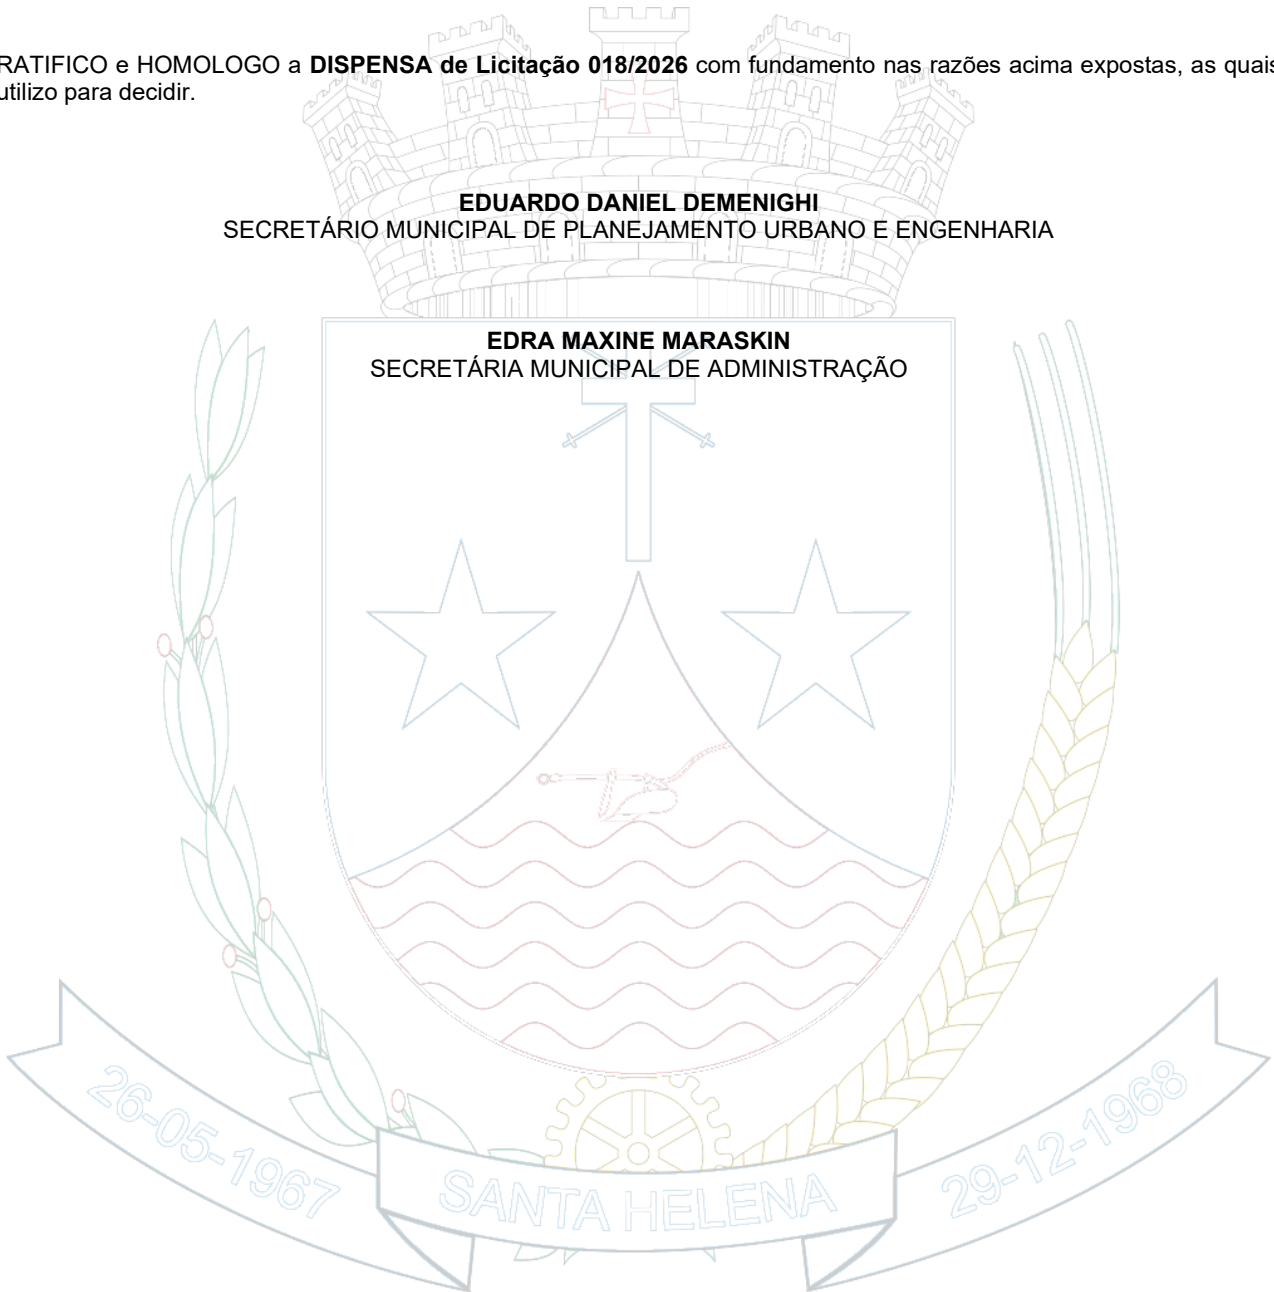 RATIFICO e HOMOLOGO a DISPENSA de Licitação 018/2026 com fundamento nas razões acima expostas, as quais
utilizo para decidir.
EDUARDO DANIEL DEMENIGHI
SECRETÁRIO MUNICIPAL DE PLANEJAMENTO URBANO E ENGENHARIA
EDRA MAXINE MARASKIN
SECRETÁRIA MUNICIPAL DE ADMINISTRAÇÃO
26-05-1967
SANTA HELENA
29-12-1968